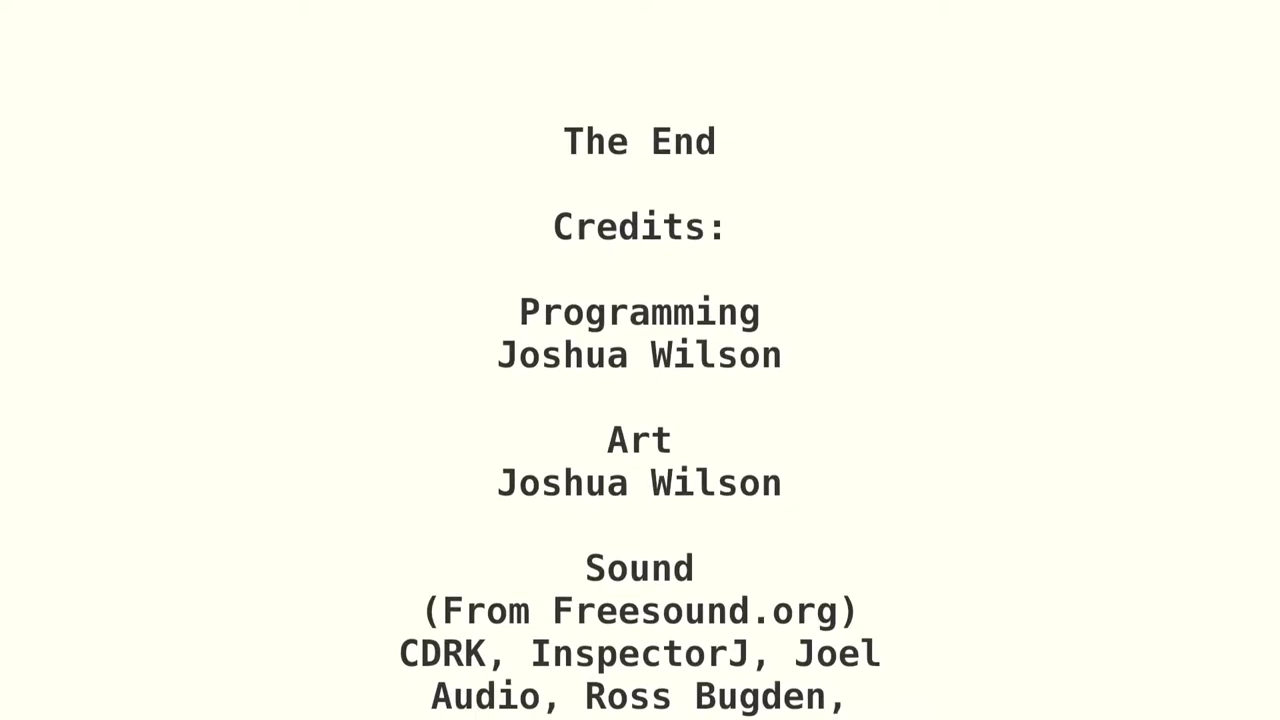 The End
Credits:
Programming
Joshua Wilson
Art
Joshua Wilson
Sound
(From Freesound.org)
CDRK, InspectorJ, Joel
Audio, Ross Bugden,